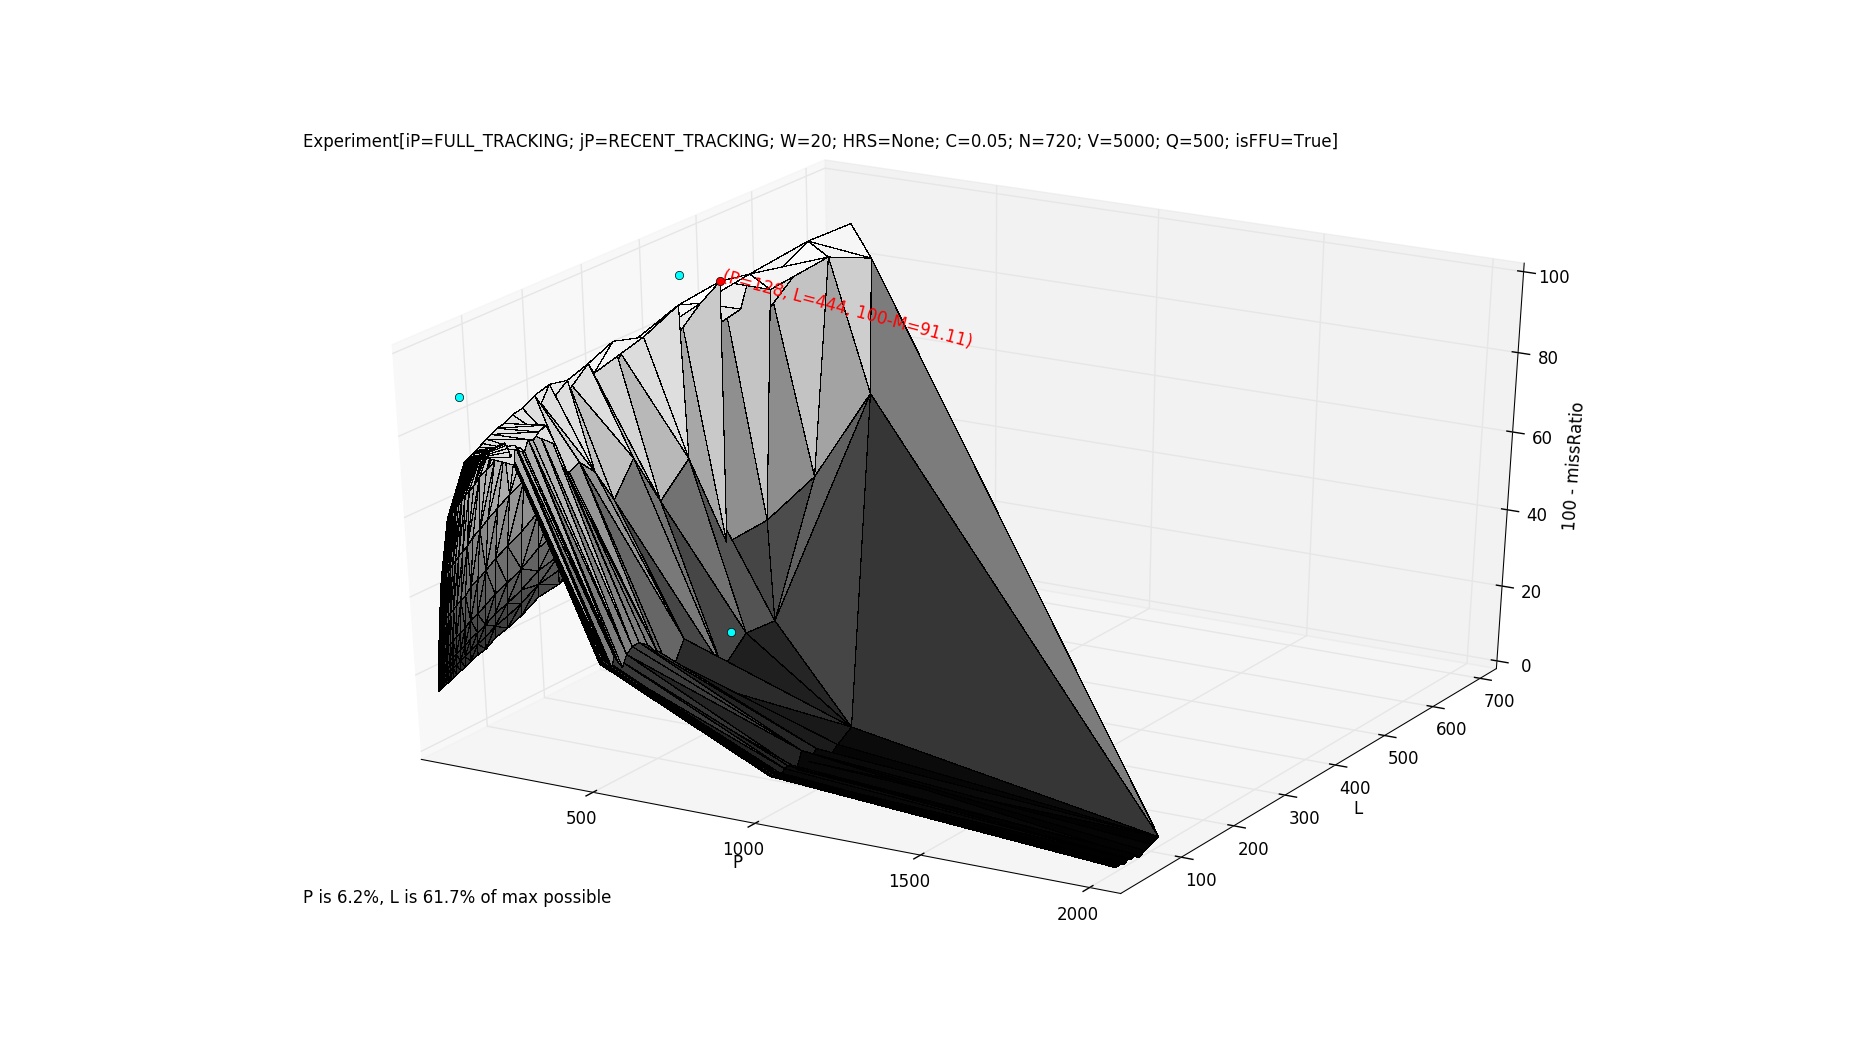 Experiment[iP=FULL_TRACKING; jP=RECENT_TRACKING; W=20; HRS=None; C=0.05; N=720; V=5000; Q=500; isFFU=True]
(P=128, L=444, 100-M=91.11)
100
80
60
40
20
0
100 - missRatio
700
600
500
400
300
200
100
L
500
1000
1500
2000
P
P is 6.2%, L is 61.7% of max possible